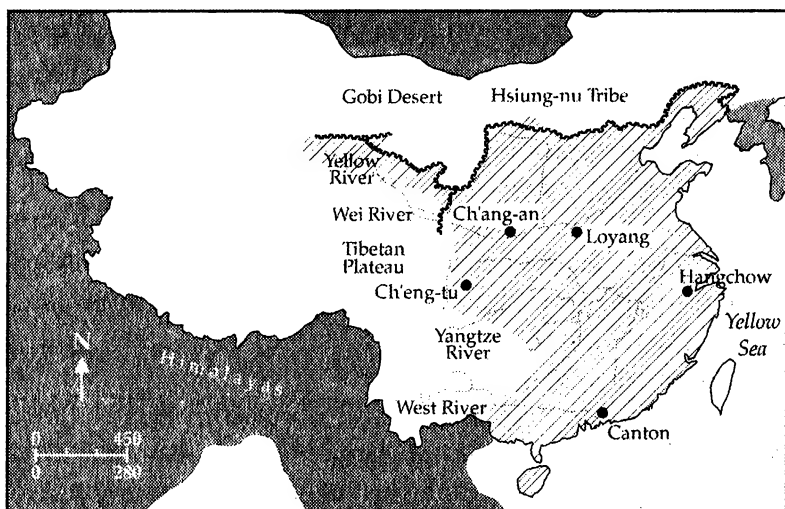 Gobi Desert
Hsiung-nu Tribe
Yellow
River
Wei River
Ch'ang-an
Loyang
Tibetan
Plateau
Ch'eng-tu
Hangchow
Yangtze
River
Yellow
Sea
N
Himalayas
West River
Canton
0 450
0 280